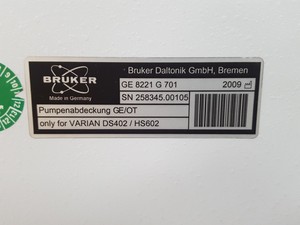 BRUKER
Made in Germany
Bruker Daltonik GmbH, Bremen
GE 8221 G 701 2009
SN 258345.00105
Pumpenabdeckung GE/OT
only for VARIAN DS402 / HS602